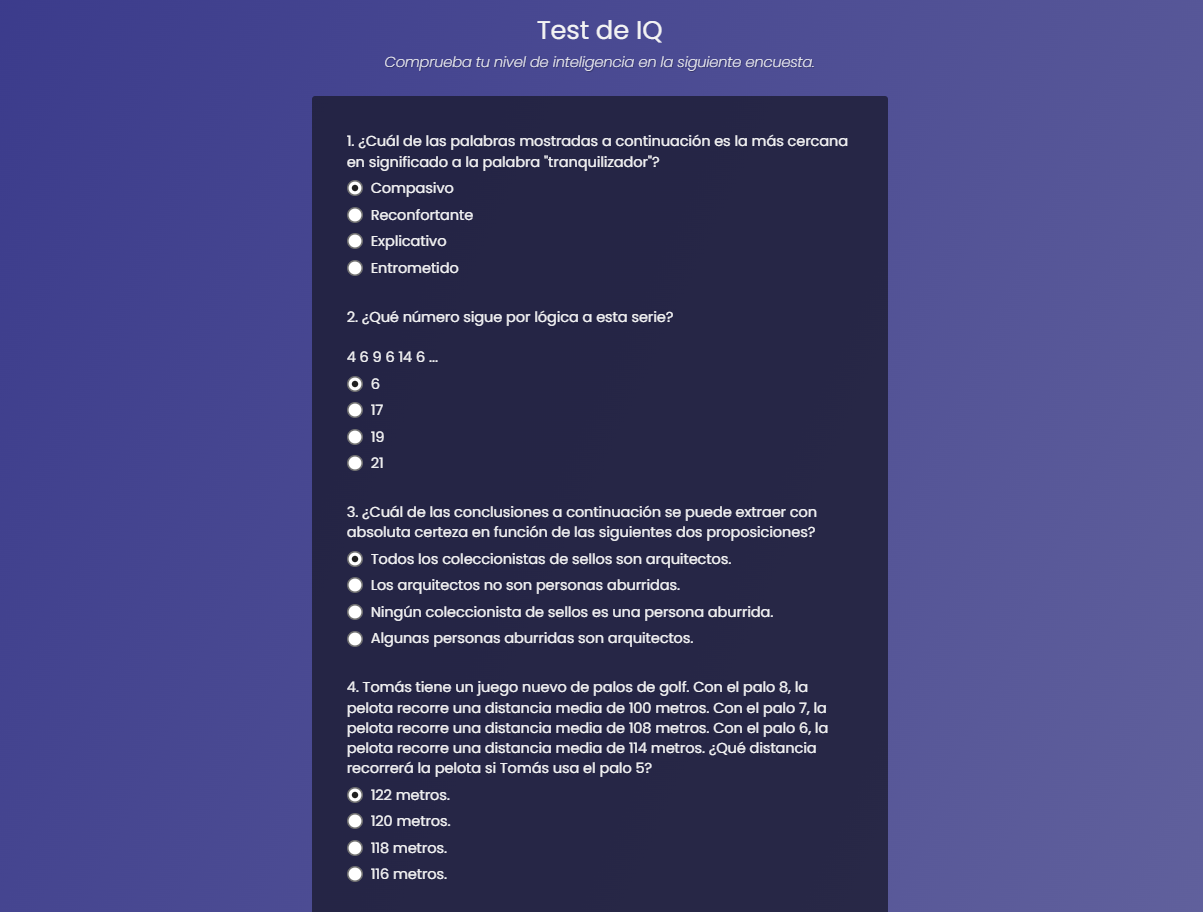 Test de IQ
Comprueba tu nivel de inteligencia en la siguiente encuesta.
1. ¿Cuál de las palabras mostradas a continuación es la más cercana
en significado a la palabra "tranquilizador"?
Compasivo
Reconfortante
Explicativo
Entrometido
2. ¿Qué número sigue por lógica a esta serie?
4 6 9 6 14 6 ...
6
17
19
21
3. ¿Cuál de las conclusiones a continuación se puede extraer con
absoluta certeza en función de las siguientes dos proposiciones?
Todos los coleccionistas de sellos son arquitectos.
Los arquitectos no son personas aburridas.
Ningún coleccionista de sellos es una persona aburrida.
Algunas personas aburridas son arquitectos.
4. Tomás tiene un juego nuevo de palos de golf. Con el palo 8, la
pelota recorre una distancia media de 100 metros. Con el palo 7, la
pelota recorre una distancia media de 108 metros. Con el palo 6, la
pelota recorre una distancia media de 114 metros. ¿Qué distancia
recorrerá la pelota si Tomás usa el palo 5?
122 metros.
120 metros.
118 metros.
116 metros.